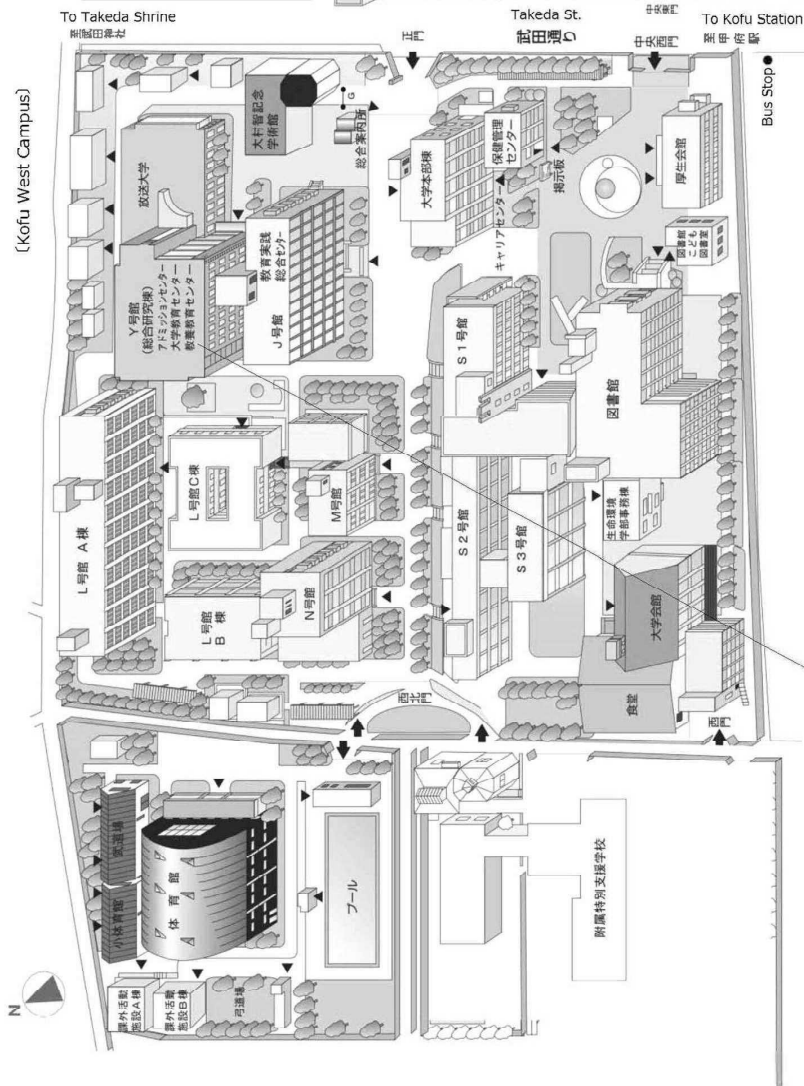 To Takeda Shrine
至武田神社
正門
Takeda St.
武田通り
中央東門
中央西門
To Kofu Station
至甲府駅
Bus Stop
(Kofu West Campus)
放送大学
大村智記念
学術館
G
総合案内所
大学本部棟
保健管理
センター
キャリアセンター
掲示板
厚生会館
図書館
こども
図書室
Y号館
(総合研究棟)
アドミッションセンター
大学教育センター
教養教育センター
教育実践
総合センター
J号館
S1号館
図書館
L号館 A棟
L号館C棟
M号館
L号館
B棟
N号館
S2号館
S3号館
生命環境
学部事務棟
大学会館
食堂
西北門
西門
武道場
小体育館
体育館
プール
附属特別支援学校
課外活動
施設A棟
課外活動
施設B棟
弓道場
N